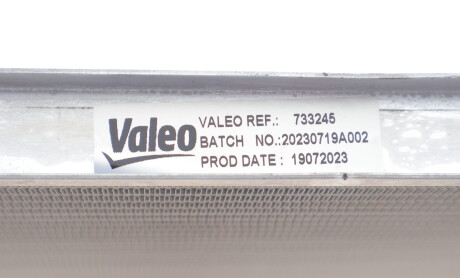 Valeo
VALEO REF.: 733245
BATCH NO.:20230719A002
PROD DATE : 19072023